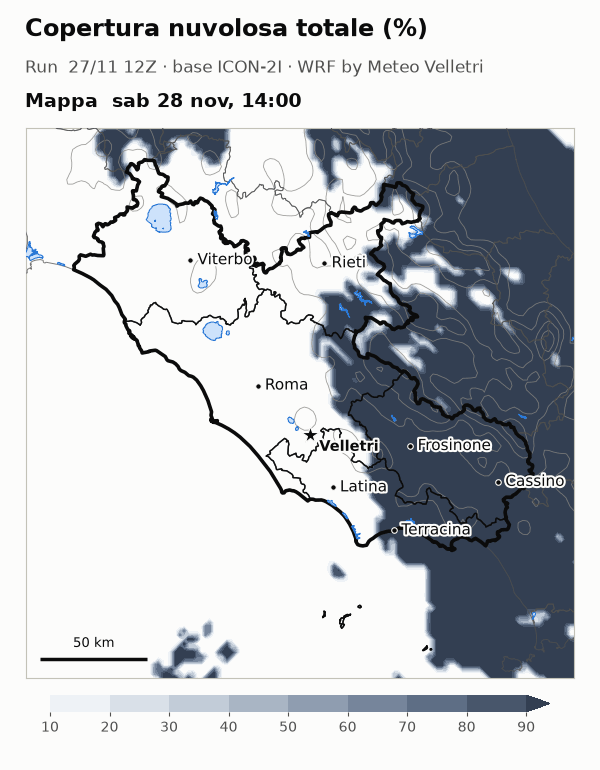 Copertura nuvolosa totale (%)
Run  27/11 12Z · base ICON-2I · WRF by Meteo Velletri
Mappa  sab 28 nov, 14:00
Viterbo
Rieti
Roma
Velletri
Frosinone
Cassino
Latina
Terracina
50 km
10 20 30 40 50 60 70 80 90